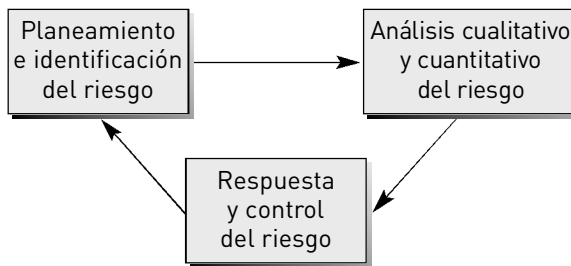 Planeamiento
e identificación
del riesgo
Análisis cualitativo
y cuantitativo
del riesgo
Respuesta
y control
del riesgo